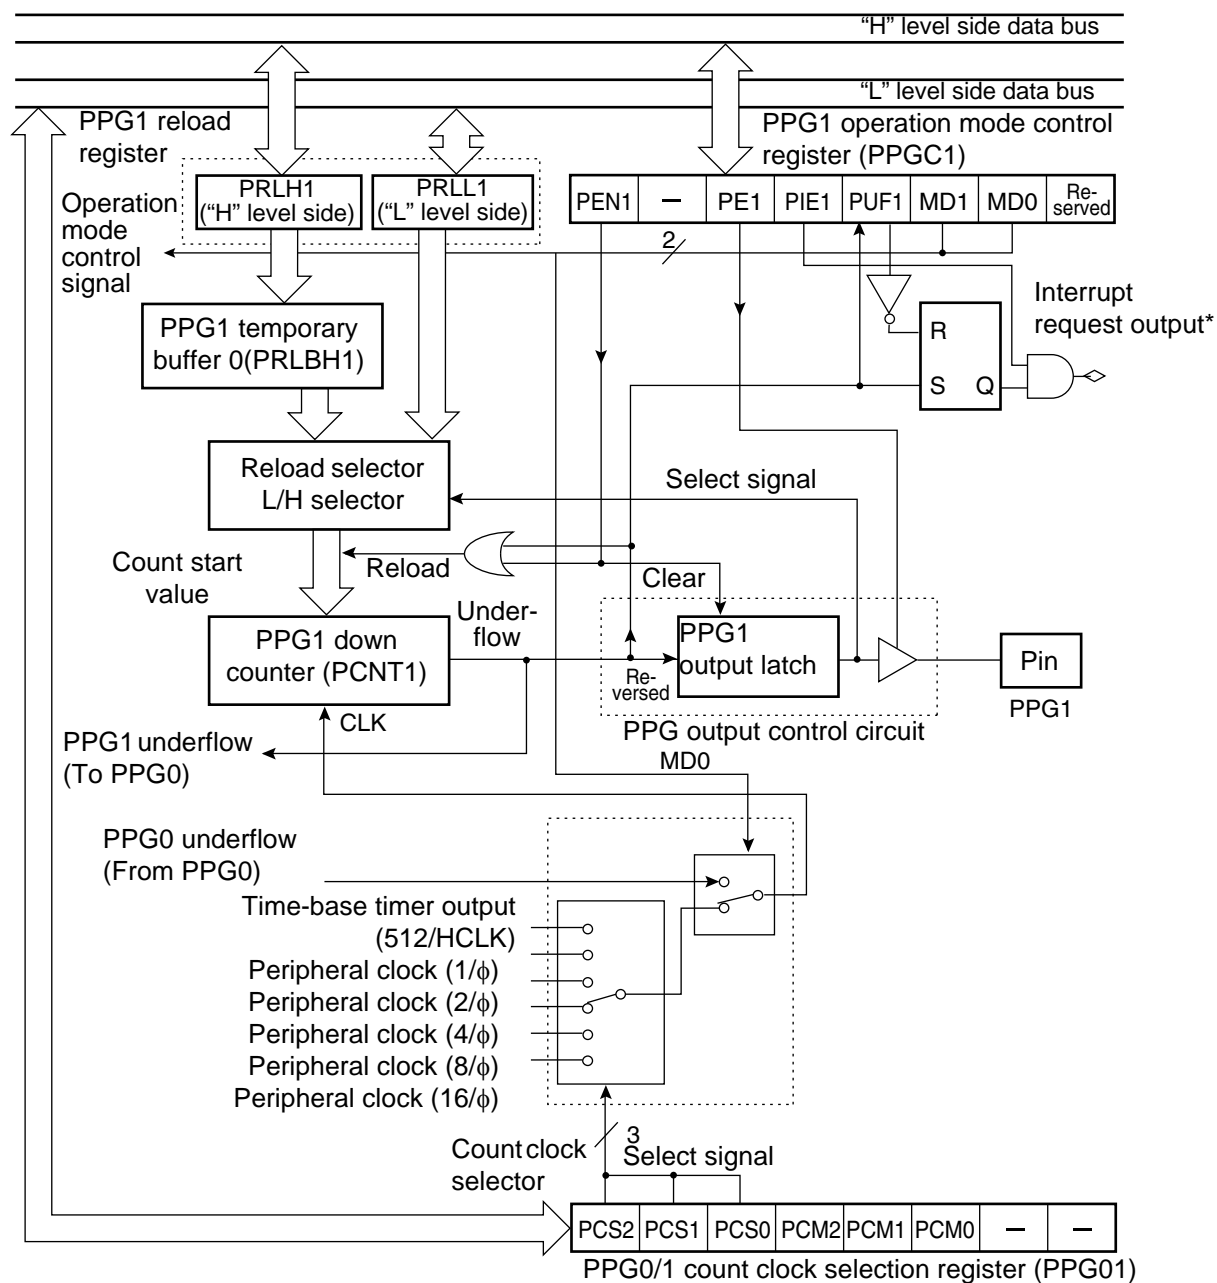 “H” level side data bus
“L” level side data bus
PPG1 reload
register
PPG1 operation mode control
register (PPGC1)
PRLH1
(“H” level side)
PRLL1
(“L” level side)
PEN1
–
PE1
PIE1
PUF1
MD1
MD0
Re-
served
Operation
mode
control
signal
2
Interrupt
request output*
R
S
Q
PPG1 temporary
buffer 0(PRLBH1)
Reload selector
L/H selector
Select signal
Count start
value
Reload
Clear
Under-
flow
PPG1 down
counter (PCNT1)
Re-
versed
PPG1
output latch
Pin
PPG1
CLK
PPG output control circuit
PPG1 underflow
(To PPG0)
MD0
PPG0 underflow
(From PPG0)
Time-base timer output
(512/HCLK)
Peripheral clock (1/ϕ)
Peripheral clock (2/ϕ)
Peripheral clock (4/ϕ)
Peripheral clock (8/ϕ)
Peripheral clock (16/ϕ)
Count clock
selector
3
Select signal
PCS2
PCS1
PCS0
PCM2
PCM1
PCM0
–
–
PPG0/1 count clock selection register (PPG01)